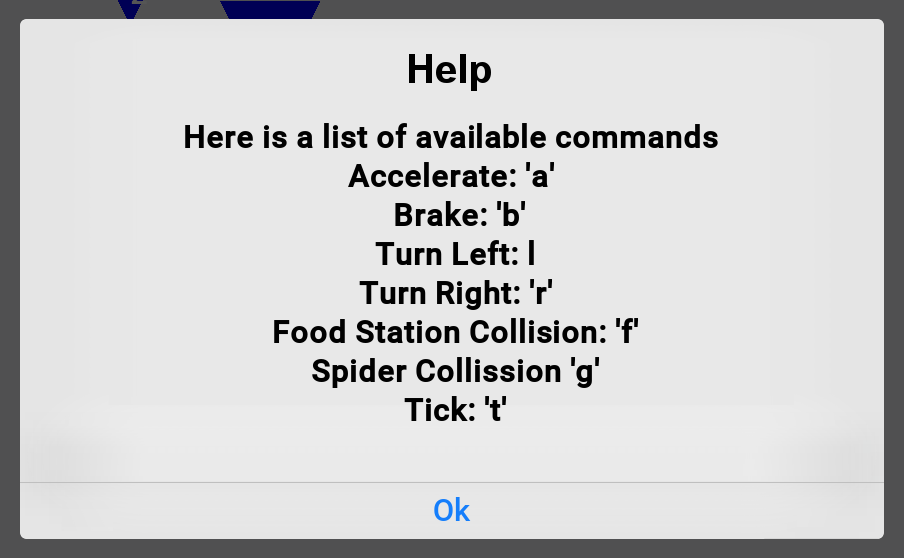 Help
Here is a list of available commands
Accelerate: 'a'
Brake: 'b'
Turn Left: l
Turn Right: 'r'
Food Station Collision: 'f'
Spider Collission 'g'
Tick: 't'
Ok